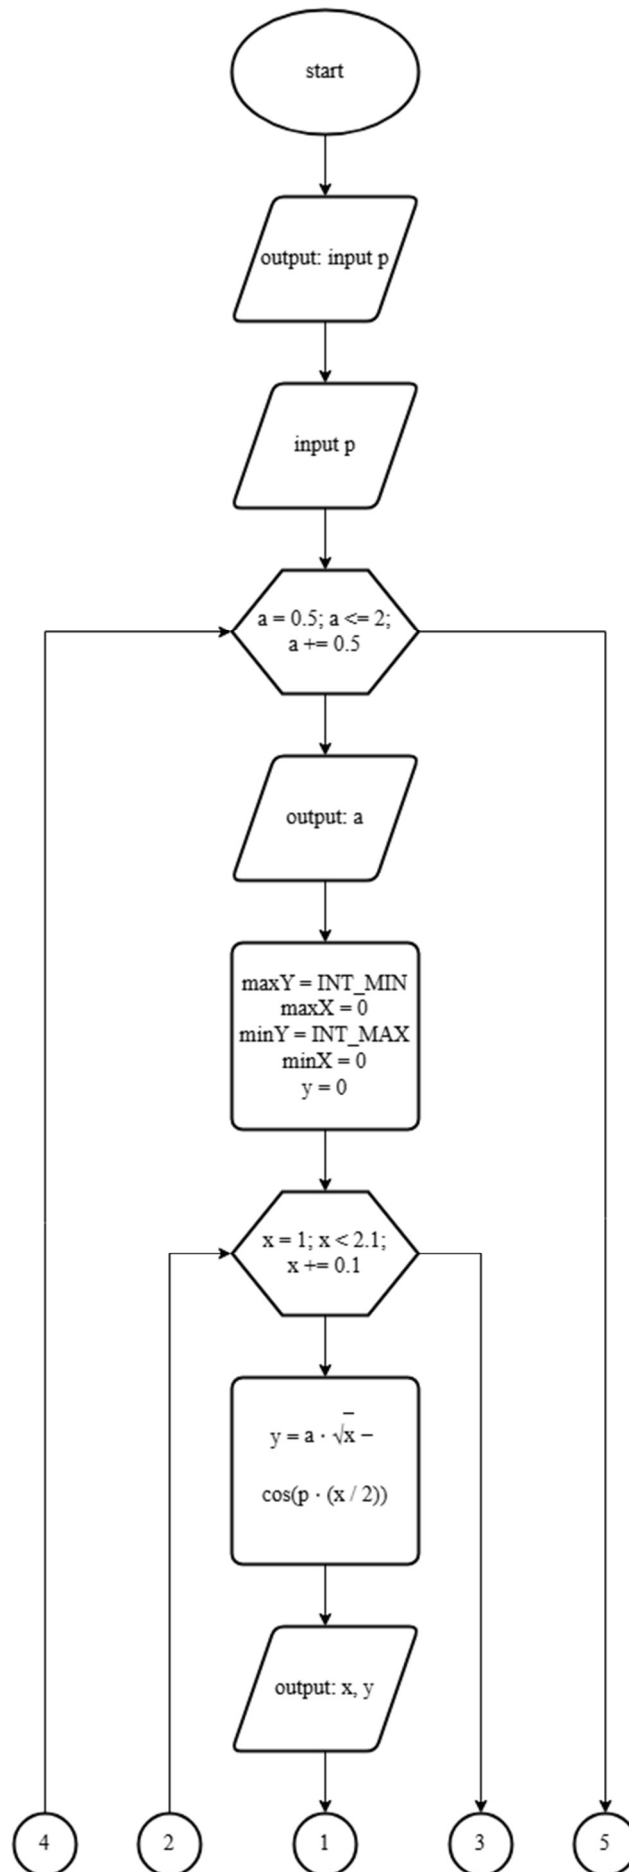 start
output: input p
input p
a = 0.5; a <= 2;
a += 0.5
output: a
maxY = INT_MIN
maxX = 0
minY = INT_MAX
minX = 0
y = 0
x = 1; x < 2.1;
x += 0.1
y = a · √x −
cos(p · (x / 2))
output: x, y
4
2
1
3
5